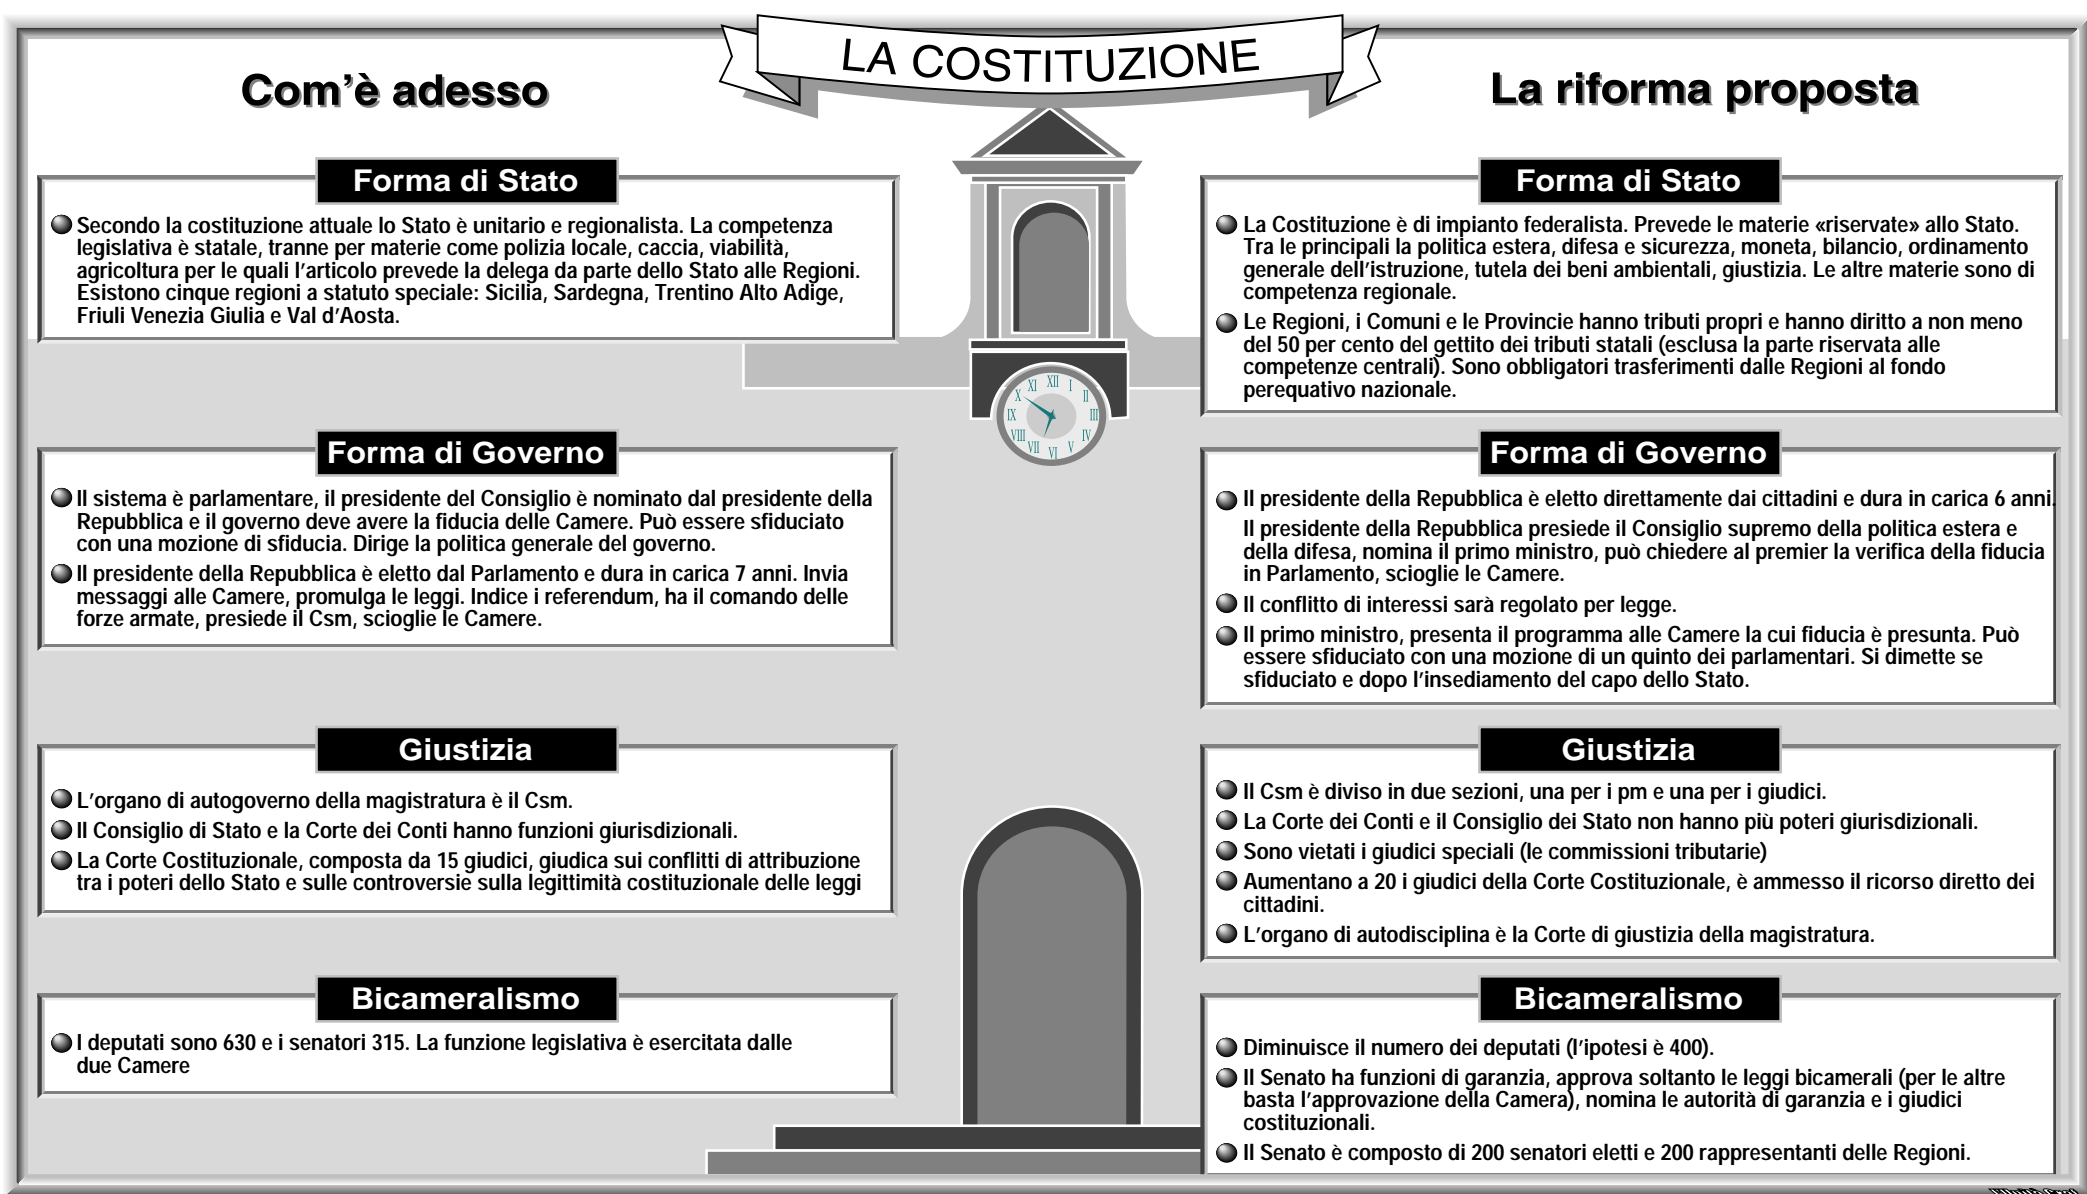 LA COSTITUZIONE
Com'è adesso
Forma di Stato
Secondo la costituzione attuale lo Stato è unitario e regionalista. La competenza
legislativa è statale, tranne per materie come polizia locale, caccia, viabilità,
agricoltura per le quali l'articolo prevede la delega da parte dello Stato alle Regioni.
Esistono cinque regioni a statuto speciale: Sicilia, Sardegna, Trentino Alto Adige,
Friuli Venezia Giulia e Val d'Aosta.
Forma di Governo
Il sistema è parlamentare, il presidente del Consiglio è nominato dal presidente della
Repubblica e il governo deve avere la fiducia delle Camere. Può essere sfiduciato
con una mozione di sfiducia. Dirige la politica generale del governo.
Il presidente della Repubblica è eletto dal Parlamento e dura in carica 7 anni. Invia
messaggi alle Camere, promulga le leggi. Indice i referendum, ha il comando delle
forze armate, presiede il Csm, scioglie le Camere.
Giustizia
L'organo di autogoverno della magistratura è il Csm.
Il Consiglio di Stato e la Corte dei Conti hanno funzioni giurisdizionali.
La Corte Costituzionale, composta da 15 giudici, giudica sui conflitti di attribuzione
tra i poteri dello Stato e sulle controversie sulla legittimità costituzionale delle leggi
Bicameralismo
I deputati sono 630 e i senatori 315. La funzione legislativa è esercitata dalle
due Camere
XII
I
II
III
IV
V
VI
VII
VIII
IX
X
XI
La riforma proposta
Forma di Stato
La Costituzione è di impianto federalista. Prevede le materie «riservate» allo Stato.
Tra le principali la politica estera, difesa e sicurezza, moneta, bilancio, ordinamento
generale dell'istruzione, tutela dei beni ambientali, giustizia. Le altre materie sono di
competenza regionale.
Le Regioni, i Comuni e le Provincie hanno tributi propri e hanno diritto a non meno
del 50 per cento del gettito dei tributi statali (esclusa la parte riservata alle
competenze centrali). Sono obbligatori trasferimenti dalle Regioni al fondo
perequativo nazionale.
Forma di Governo
Il presidente della Repubblica è eletto direttamente dai cittadini e dura in carica 6 anni.
Il presidente della Repubblica presiede il Consiglio supremo della politica estera e
della difesa, nomina il primo ministro, può chiedere al premier la verifica della fiducia
in Parlamento, scioglie le Camere.
Il conflitto di interessi sarà regolato per legge.
Il primo ministro, presenta il programma alle Camere la cui fiducia è presunta. Può
essere sfiduciato con una mozione di un quinto dei parlamentari. Si dimette se
sfiduciato e dopo l'insediamento del capo dello Stato.
Giustizia
Il Csm è diviso in due sezioni, una per i pm e una per i giudici.
La Corte dei Conti e il Consiglio dei Stato non hanno più poteri giurisdizionali.
Sono vietati i giudici speciali (le commissioni tributarie)
Aumentano a 20 i giudici della Corte Costituzionale, è ammesso il ricorso diretto dei
cittadini.
L'organo di autodisciplina è la Corte di giustizia della magistratura.
Bicameralismo
Diminuisce il numero dei deputati (l'ipotesi è 400).
Il Senato ha funzioni di garanzia, approva soltanto le leggi bicamerali (per le altre
basta l'approvazione della Camera), nomina le autorità di garanzia e i giudici
costituzionali.
Il Senato è composto di 200 senatori eletti e 200 rappresentanti delle Regioni.